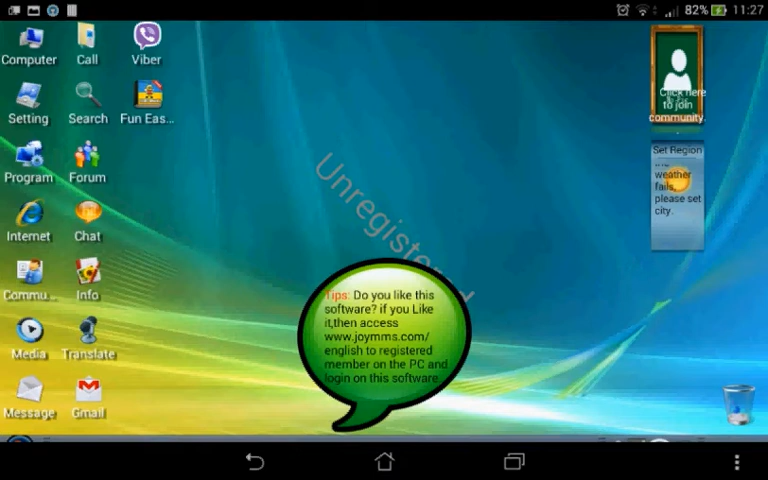 82% 11:27
Computer Call Viber
Setting Search Fun Eas...
Program Forum
Internet Chat
Commu... Info
Media Translate
Message Gmail
Click here
to join
community.
Set Region
weather
fails,
please set
city.
Unregistered
Tips: Do you like this
software? if you Like
it,then access
www.joymms.com/
english to registered
member on the PC and
login on this software.